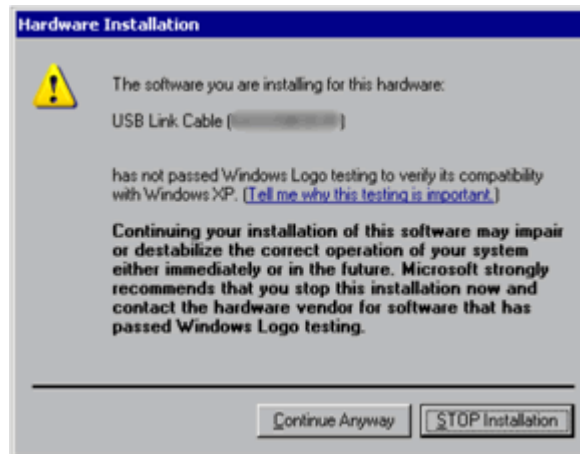 Hardware Installation
The software you are installing for this hardware:
USB Link Cable ( )
has not passed Windows Logo testing to verify its compatibility
with Windows XP. (Tell me why this testing is important.)
Continuing your installation of this software may impair
or destabilize the correct operation of your system
either immediately or in the future. Microsoft strongly
recommends that you stop this installation now and
contact the hardware vendor for software that has
passed Windows Logo testing.
Continue Anyway
STOP Installation